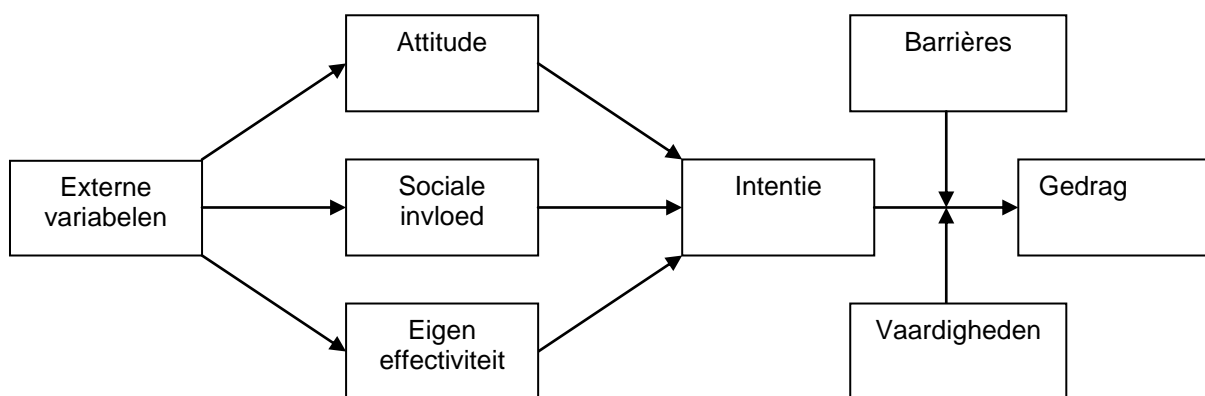 Attitude
Barrières
Externe
variabelen
Sociale
invloed
Intentie
Gedrag
Eigen
effectiviteit
Vaardigheden